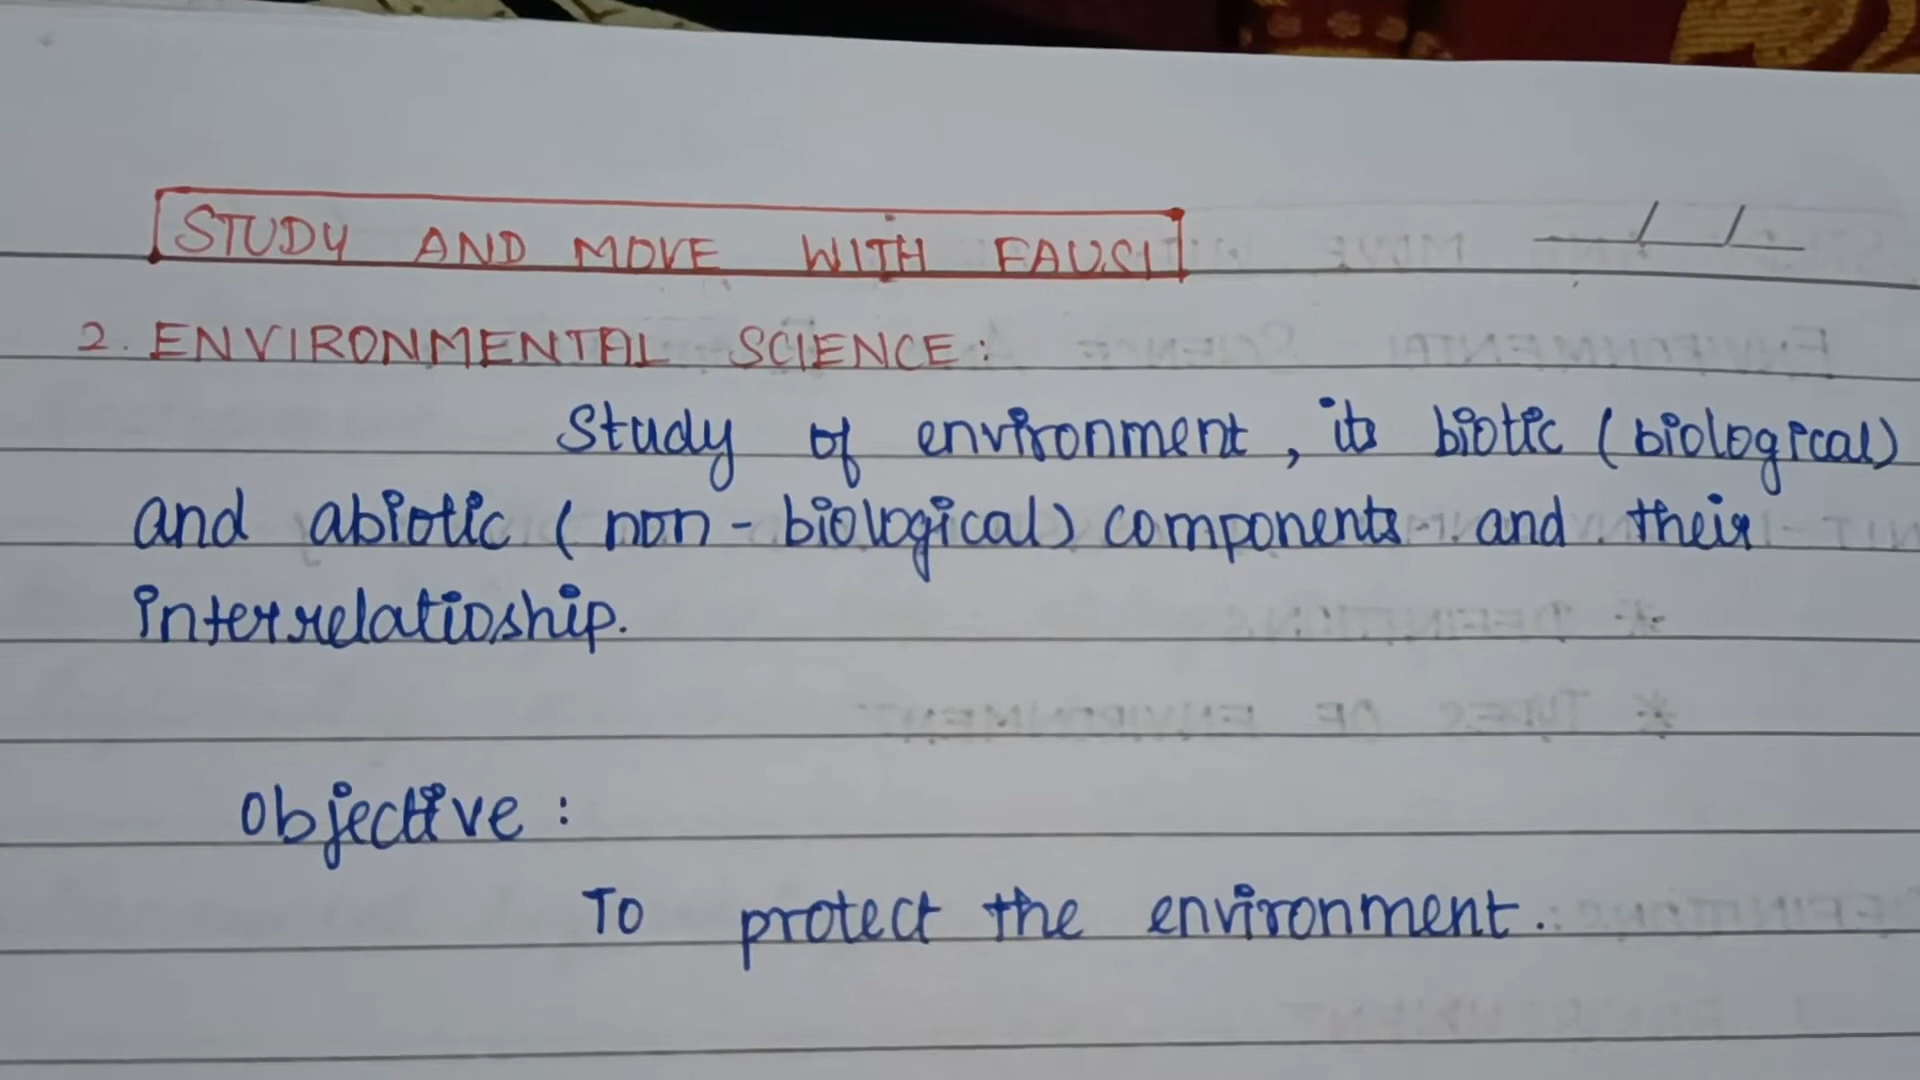 STUDY AND MOVE WITH FAUSI
2. ENVIRONMENTAL SCIENCE:
Study of environment, its biotic (biological)
and abiotic (non-biological) components and their
interrelatioship.
Objective:
To protect the environment.